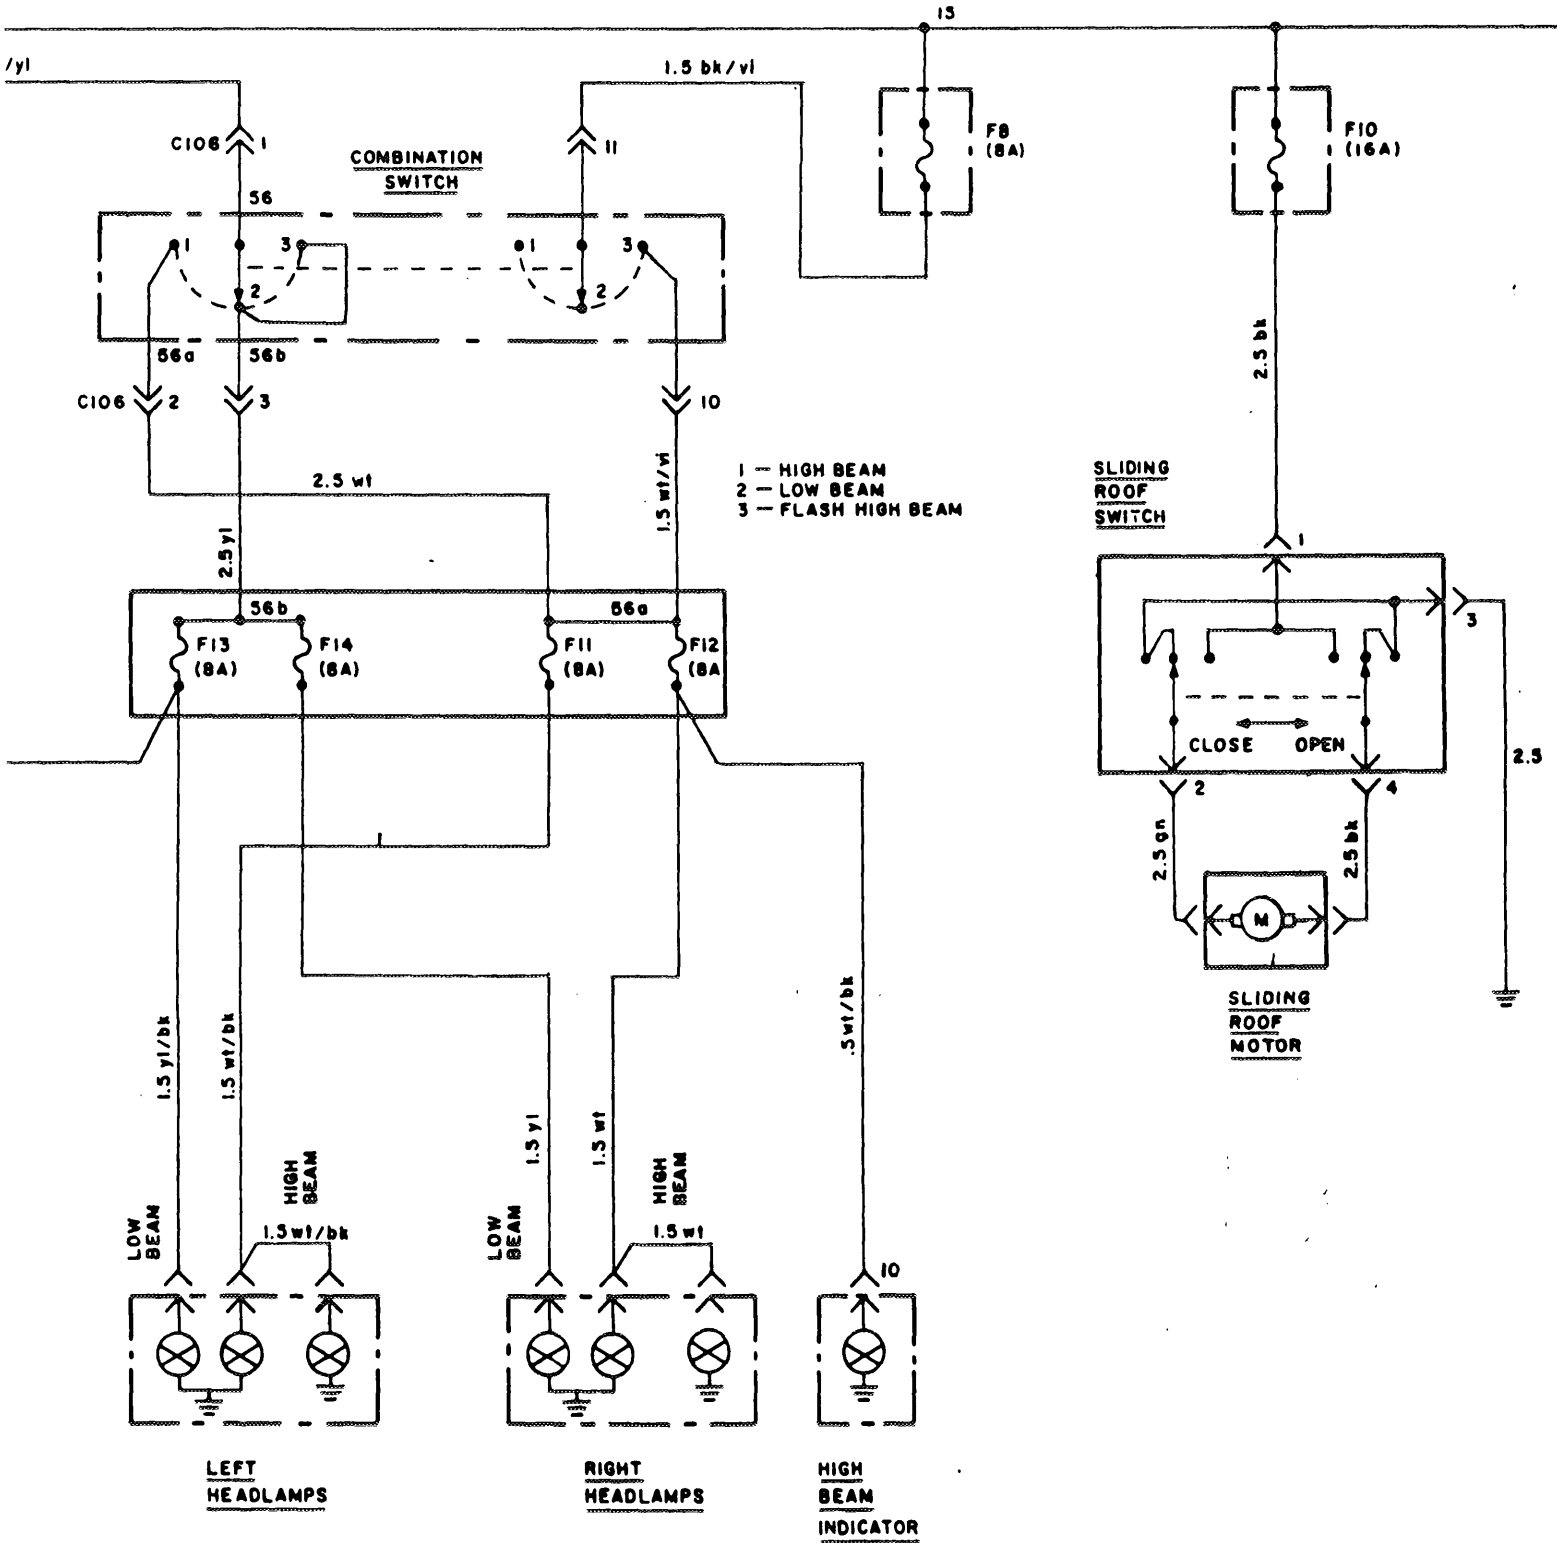 15
/yl
1.5 bk/vi
C106
1
11
F8
(8A)
F10
(16A)
COMBINATION
SWITCH
56
1
3
2
1
3
2
56a
56b
C106
2
3
10
2.5 bk
2.5 wt
1.5 wt/vi
2.5 yl
1 — HIGH BEAM
2 — LOW BEAM
3 — FLASH HIGH BEAM
SLIDING
ROOF
SWITCH
1
56b
56a
F13
(8A)
F14
(8A)
F11
(8A)
F12
(8A
3
CLOSE
OPEN
2.5
2
4
2.5 gn
2.5 bk
M
SLIDING
ROOF
MOTOR
1.5 yl/bk
1.5 wt/bk
1.5 yl
1.5 wt
.5 wt/bk
LOW
BEAM
HIGH
BEAM
1.5 wt/bk
LOW
BEAM
HIGH
BEAM
1.5 wt
10
LEFT
HEADLAMPS
RIGHT
HEADLAMPS
HIGH
BEAM
INDICATOR